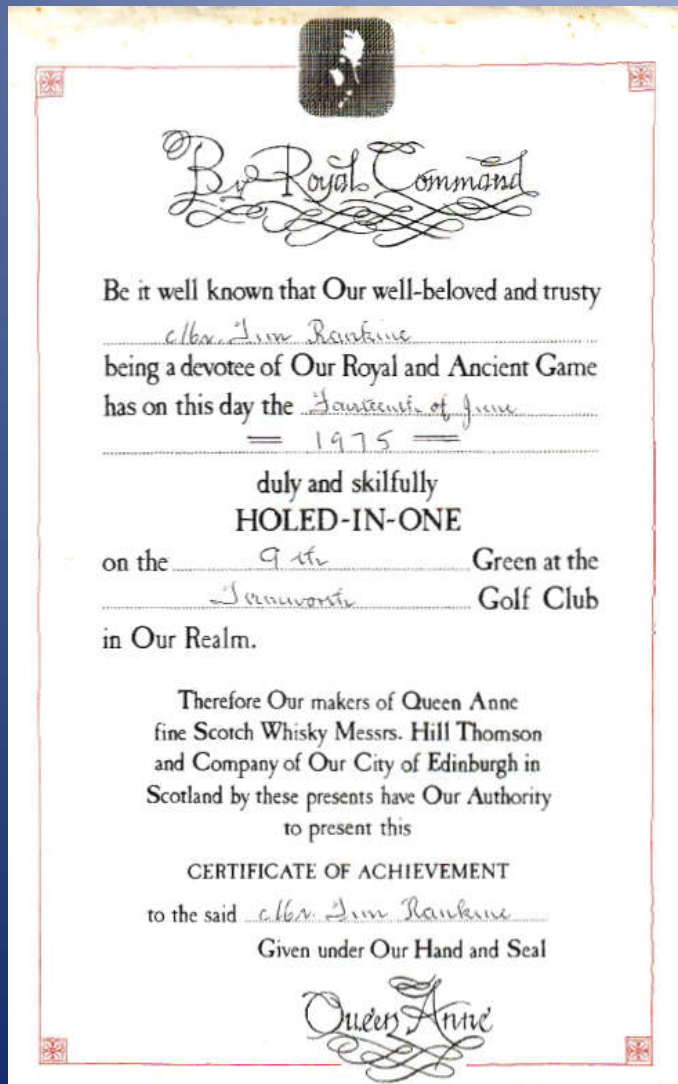 By Royal Command
Be it well known that Our well-beloved and trusty
Mr. Tim Rankine
being a devotee of Our Royal and Ancient Game
has on this day the Fourteenth of June
= 1975 =
duly and skilfully
HOLED-IN-ONE
on the 9th Green at the
Tamworth Golf Club
in Our Realm.
Therefore Our makers of Queen Anne
fine Scotch Whisky Messrs. Hill Thomson
and Company of Our City of Edinburgh in
Scotland by these presents have Our Authority
to present this
CERTIFICATE OF ACHIEVEMENT
to the said Mr. Tim Rankine
Given under Our Hand and Seal
Queen Anne